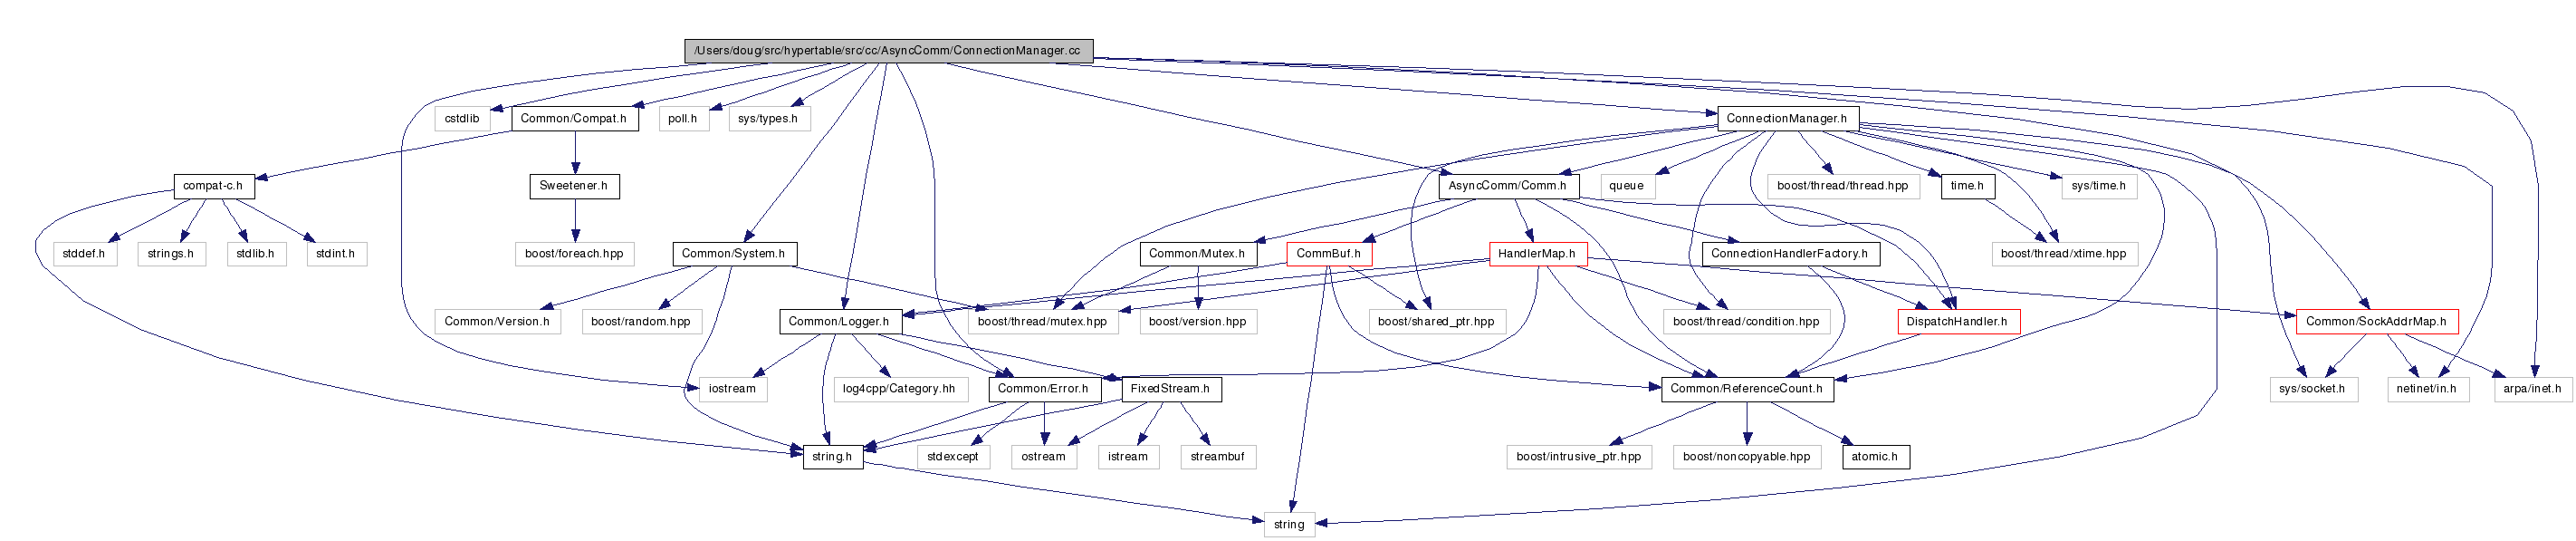 /Users/doug/src/hypertable/src/cc/AsyncComm/ConnectionManager.cc
cstdlib
Common/Compat.h
poll.h
sys/types.h
ConnectionManager.h
compat-c.h
Sweetener.h
AsyncComm/Comm.h
queue
boost/thread/thread.hpp
time.h
sys/time.h
stddef.h
strings.h
stdlib.h
stdint.h
boost/foreach.hpp
Common/System.h
Common/Mutex.h
CommBuf.h
HandlerMap.h
ConnectionHandlerFactory.h
boost/thread/xtime.hpp
Common/Version.h
boost/random.hpp
Common/Logger.h
boost/thread/mutex.hpp
boost/version.hpp
boost/shared_ptr.hpp
boost/thread/condition.hpp
DispatchHandler.h
Common/SockAddrMap.h
iostream
log4cpp/Category.hh
Common/Error.h
FixedStream.h
Common/ReferenceCount.h
sys/socket.h
netinet/in.h
arpa/inet.h
string.h
stdexcept
ostream
istream
streambuf
boost/intrusive_ptr.hpp
boost/noncopyable.hpp
atomic.h
string